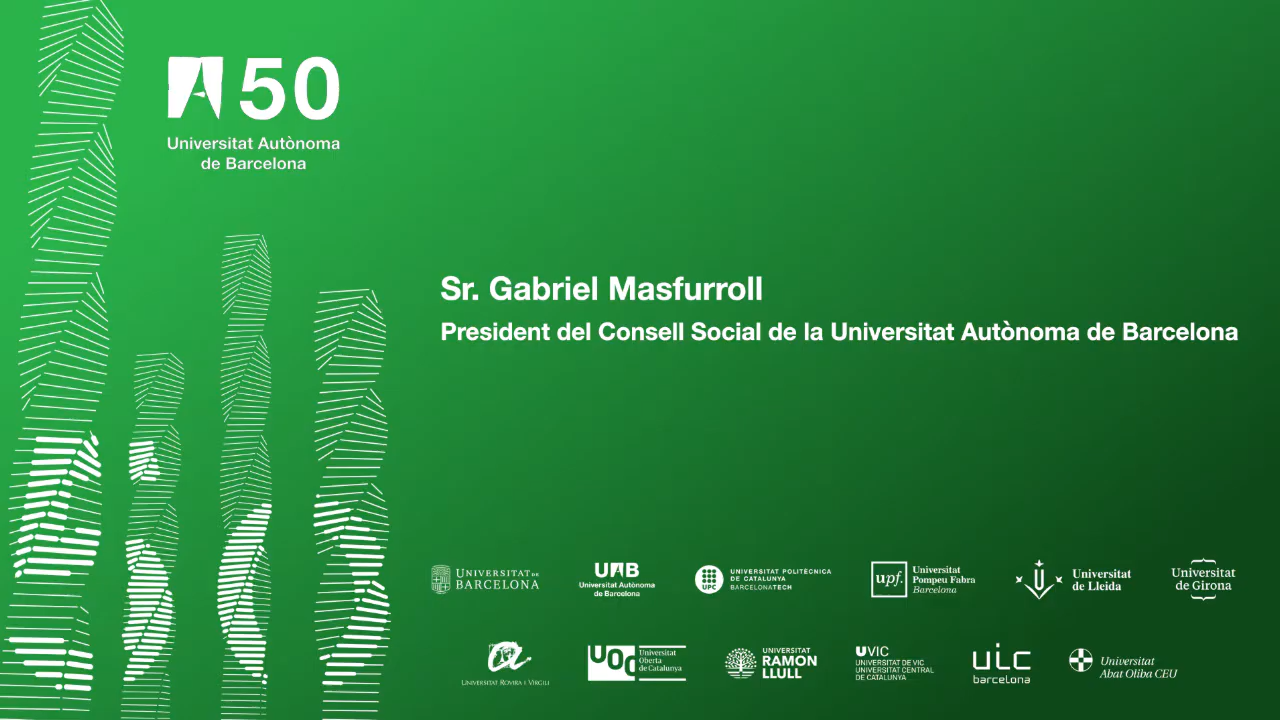 A50
Universitat Autònoma
de Barcelona
Sr. Gabriel Masfurroll
President del Consell Social de la Universitat Autònoma de Barcelona
UNIVERSITAT DE
BARCELONA
UAB
Universitat Autònoma
de Barcelona
UPC
UNIVERSITAT POLITÈCNICA
DE CATALUNYA
BARCELONATECH
upf.
Universitat
Pompeu Fabra
Barcelona
U
Universitat
de Lleida
Universitat
de Girona
UNIVERSITAT ROVIRA I VIRGILI
UOC
Universitat
Oberta
de Catalunya
UNIVERSITAT
RAMON
LLULL
UVIC
UNIVERSITAT DE VIC
UNIVERSITAT CENTRAL
DE CATALUNYA
UIC
barcelona
Universitat
Abat Oliba CEU